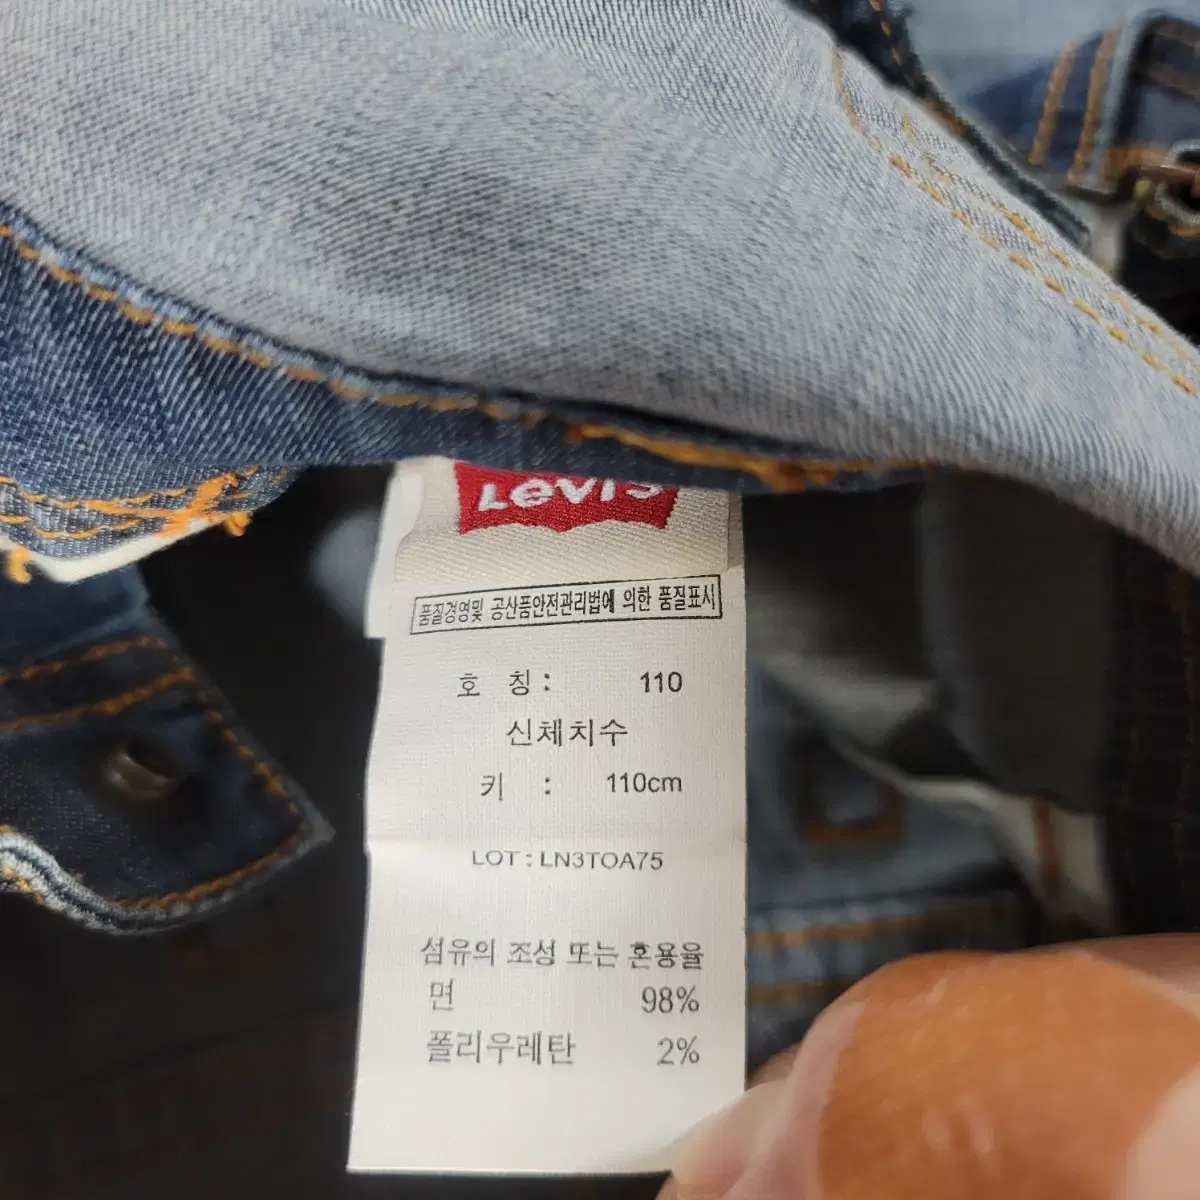 Levi's
품질경영및 공산품안전관리법에 의한 품질표시
호 칭 : 110
신체치수
키 : 110cm
LOT : LN3TOA75
섬유의 조성 또는 혼용율
면 98%
폴리우레탄 2%